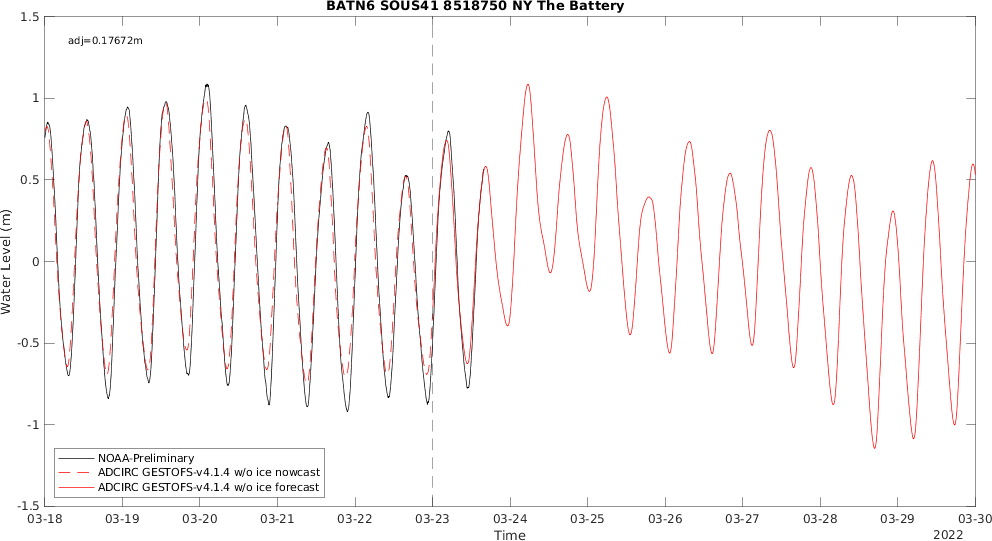 BATN6 SOUS41 8518750 NY The Battery
adj=0.17672m
1.5
1
0.5
0
-0.5
-1
-1.5
Water Level (m)
NOAA-Preliminary
ADCIRC GESTOFS-v4.1.4 w/o ice nowcast
ADCIRC GESTOFS-v4.1.4 w/o ice forecast
03-18 03-19 03-20 03-21 03-22 03-23 03-24 03-25 03-26 03-27 03-28 03-29 03-30
Time
2022